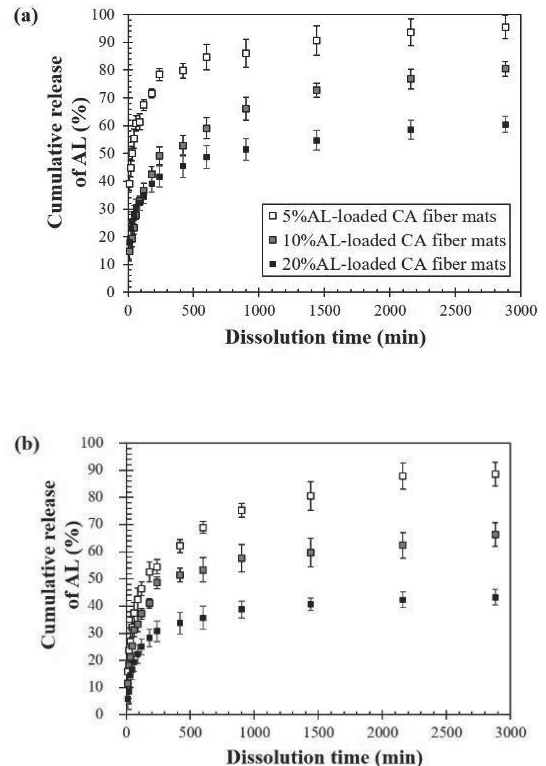 (a)
Cumulative release
of AL (%)
100
90
80
70
60
50
40
30
20
10
0
5%AL-loaded CA fiber mats
10%AL-loaded CA fiber mats
20%AL-loaded CA fiber mats
0 500 1000 1500 2000 2500 3000
Dissolution time (min)
(b)
Cumulative release
of AL (%)
100
90
80
70
60
50
40
30
20
10
0
0 500 1000 1500 2000 2500 3000
Dissolution time (min)